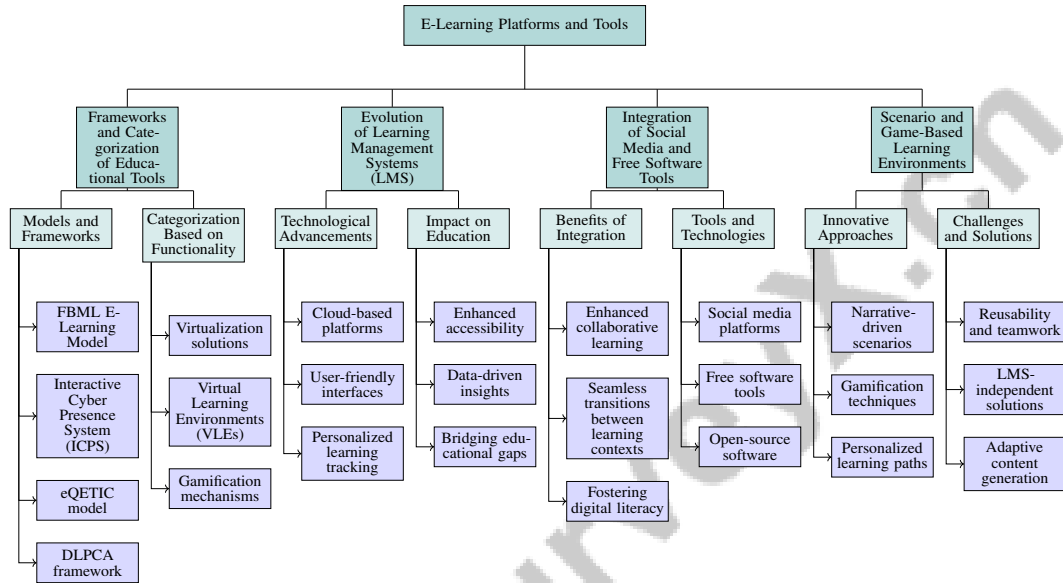 E-Learning Platforms and Tools
Frameworks
and Cate-
gorization
of Educa-
tional Tools
Evolution
of Learning
Management
Systems
(LMS)
Integration
of Social
Media and
Free Software
Tools
Scenario and
Game-Based
Learning
Environments
Models and
Frameworks
Categorization
Based on
Functionality
Technological
Advancements
Impact on
Education
Benefits of
Integration
Tools and
Technologies
Innovative
Approaches
Challenges
and Solutions
FBML E-
Learning
Model
Interactive
Cyber
Presence
System
(ICPS)
eQETIC
model
DLPCA
framework
Virtualization
solutions
Virtual
Learning
Environments
(VLEs)
Gamification
mechanisms
Cloud-based
platforms
User-friendly
interfaces
Personalized
learning
tracking
Enhanced
accessibility
Data-driven
insights
Bridging edu-
cational gaps
Enhanced
collaborative
learning
Seamless
transitions
between
learning
contexts
Fostering
digital literacy
Social media
platforms
Free software
tools
Open-source
software
Narrative-
driven
scenarios
Gamification
techniques
Personalized
learning paths
Reusability
and teamwork
LMS-
independent
solutions
Adaptive
content
generation